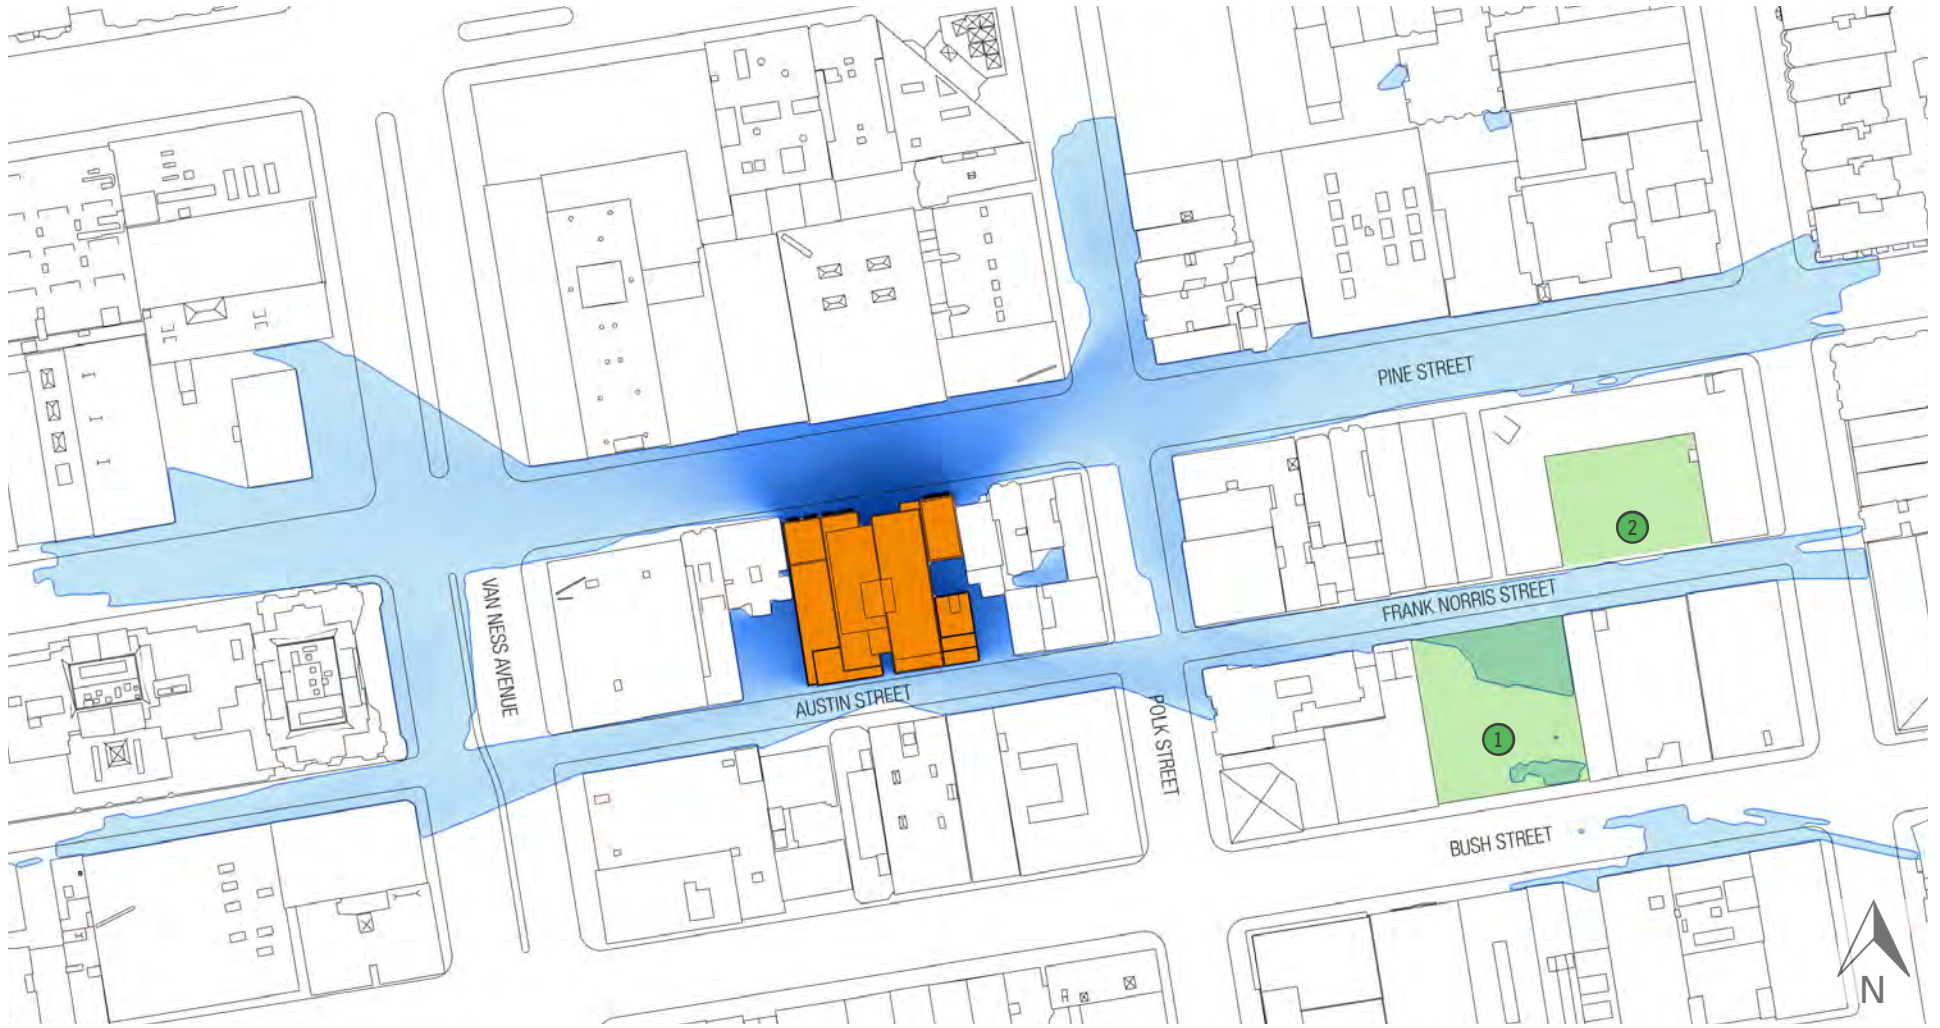 PINE STREET
2
FRANK NORRIS STREET
VAN NESS AVENUE
AUSTIN STREET
POLK STREET
1
BUSH STREET
N